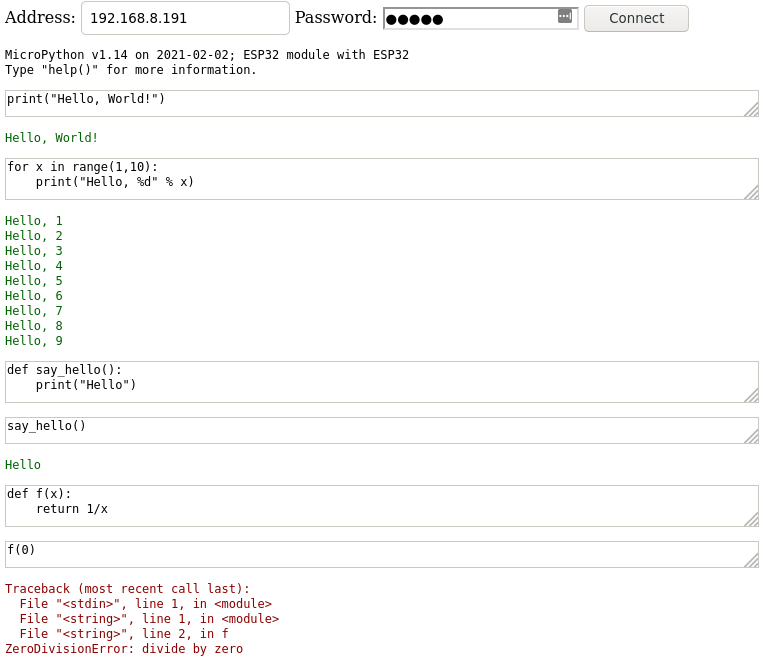 Address: 192.168.8.191 Password: ●●●●● Connect
MicroPython v1.14 on 2021-02-02; ESP32 module with ESP32
Type "help()" for more information.
print("Hello, World!")
Hello, World!
for x in range(1,10):
    print("Hello, %d" % x)
Hello, 1
Hello, 2
Hello, 3
Hello, 4
Hello, 5
Hello, 6
Hello, 7
Hello, 8
Hello, 9
def say_hello():
    print("Hello")
say_hello()
Hello
def f(x):
    return 1/x
f(0)
Traceback (most recent call last):
  File "<stdin>", line 1, in <module>
  File "<string>", line 1, in <module>
  File "<string>", line 2, in f
ZeroDivisionError: divide by zero